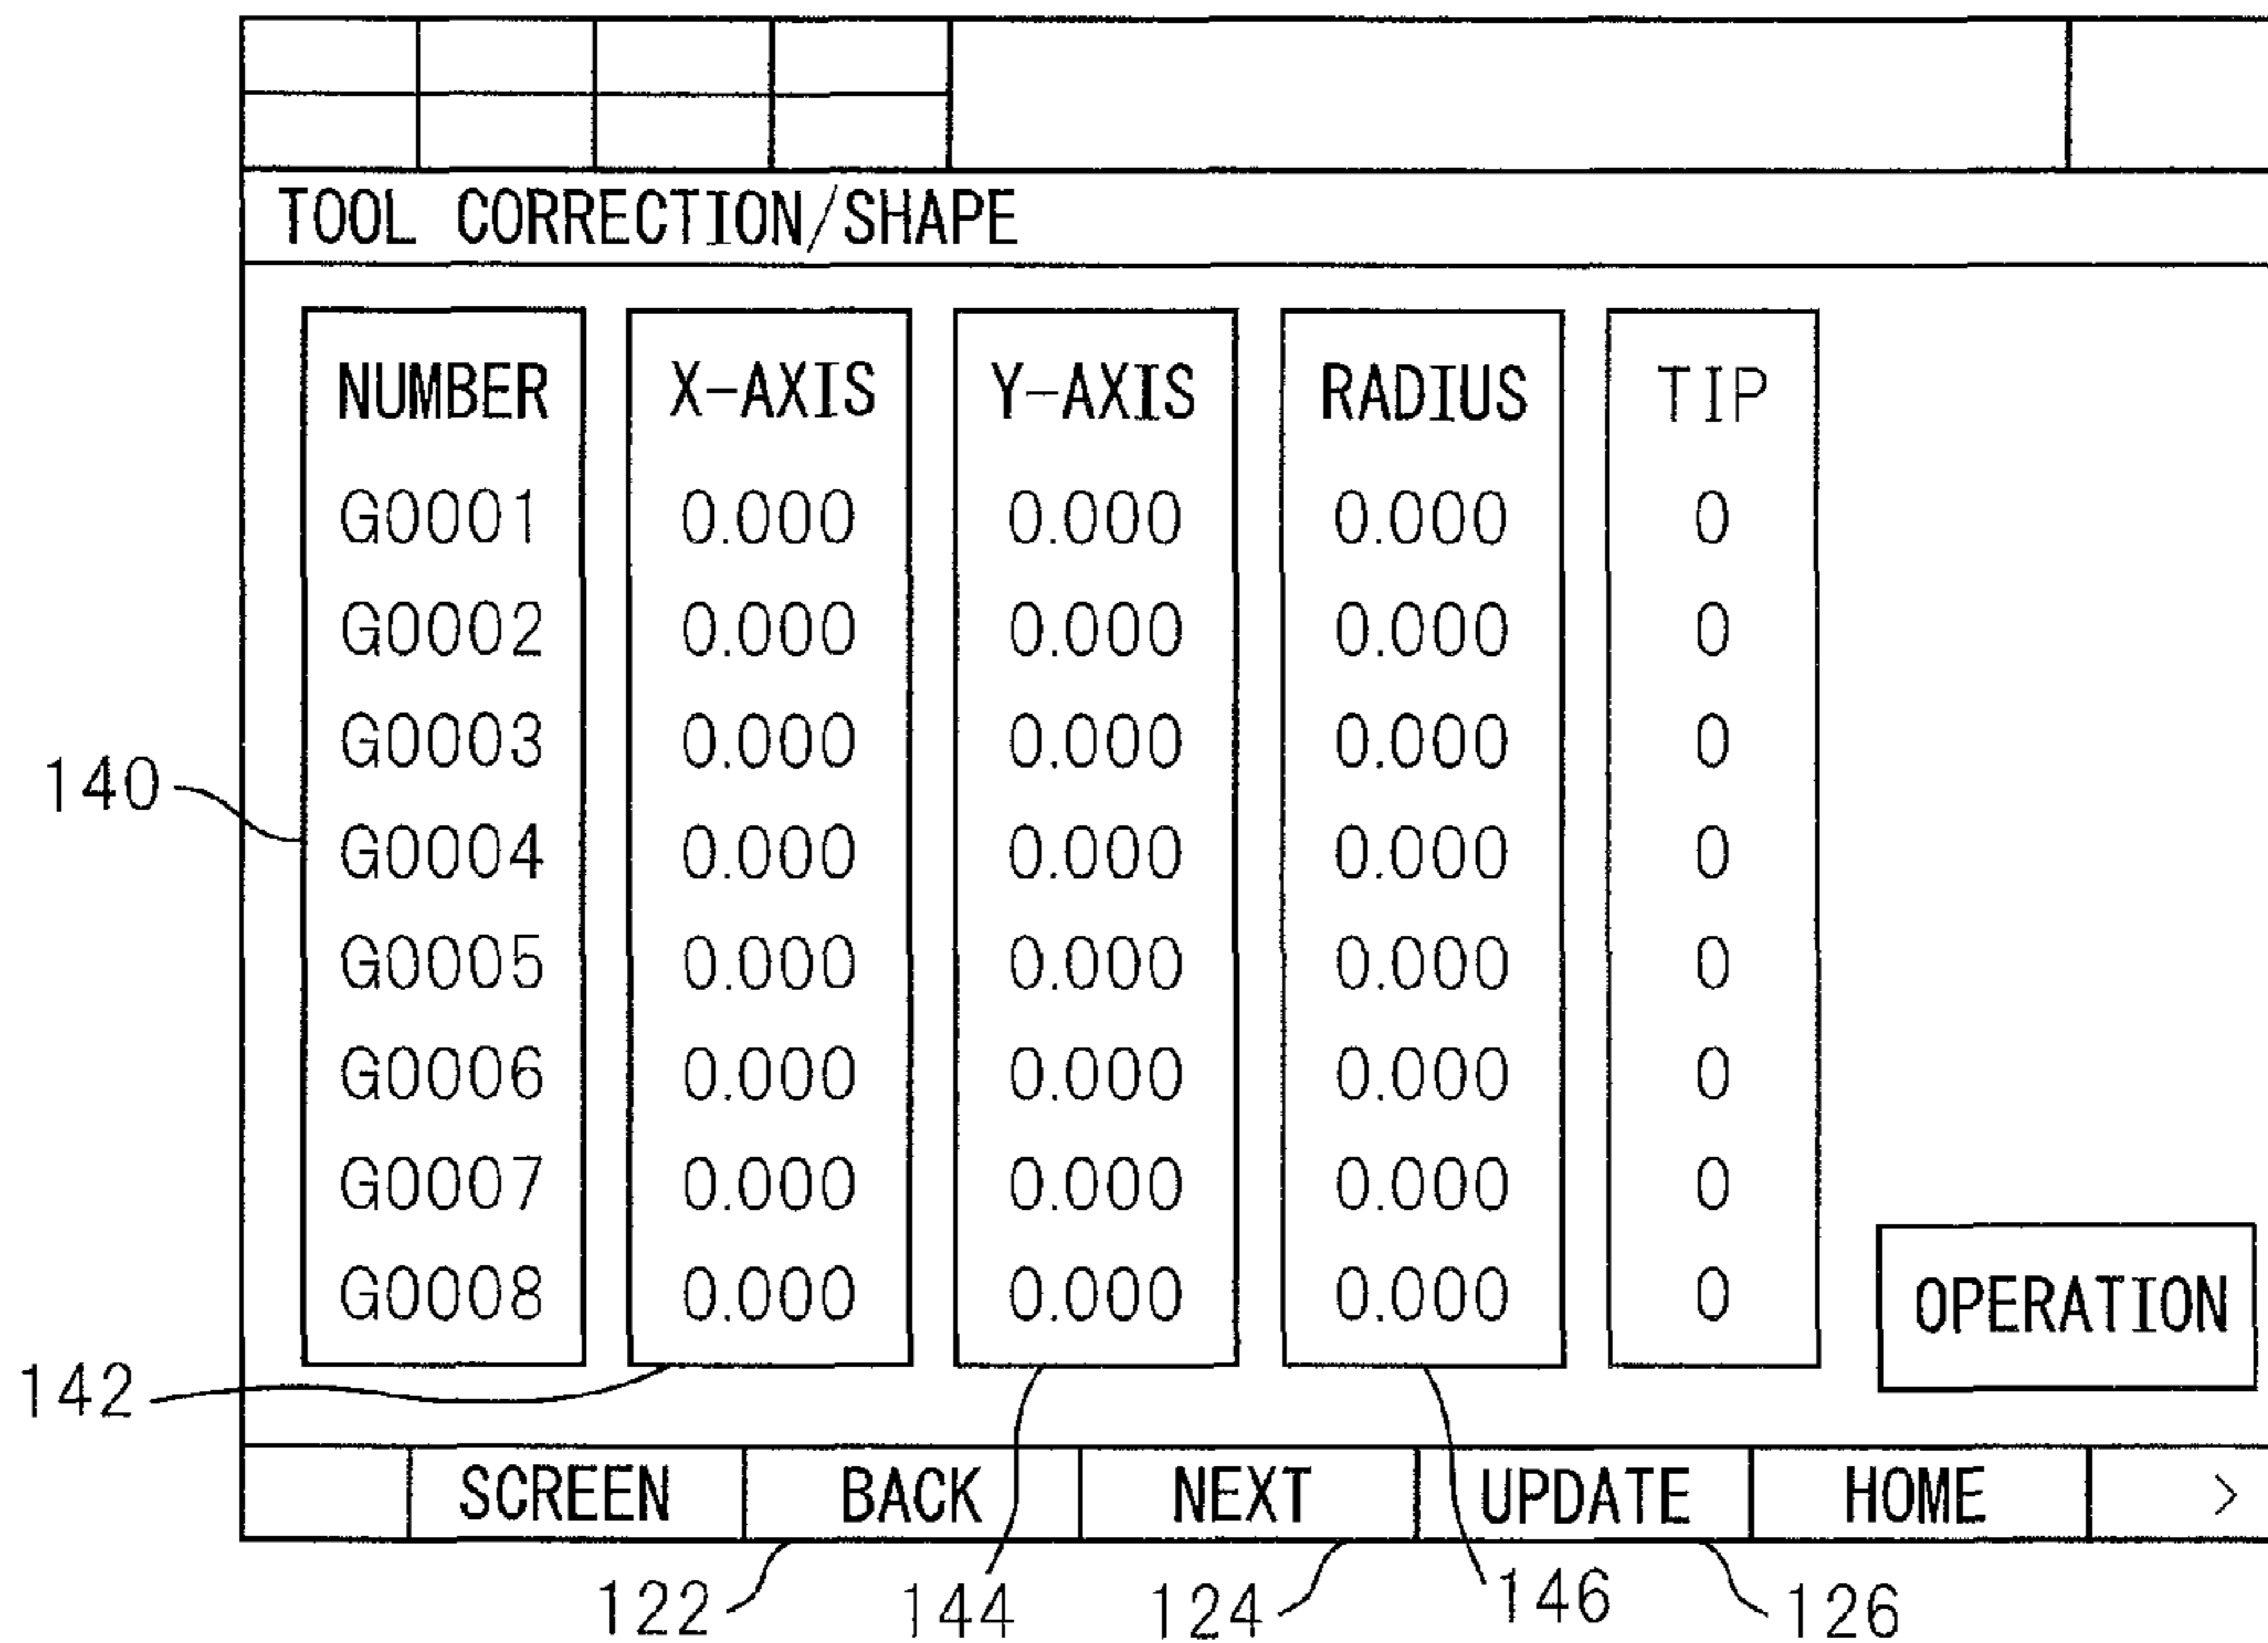 TOOL CORRECTION/SHAPE
NUMBER X-AXIS Y-AXIS RADIUS TIP
G0001 0.000 0.000 0.000 0
G0002 0.000 0.000 0.000 0
G0003 0.000 0.000 0.000 0
140
G0004 0.000 0.000 0.000 0
G0005 0.000 0.000 0.000 0
G0006 0.000 0.000 0.000 0
G0007 0.000 0.000 0.000 0
G0008 0.000 0.000 0.000 0
OPERATION
142
SCREEN BACK NEXT UPDATE HOME >
122 144 124 146 126